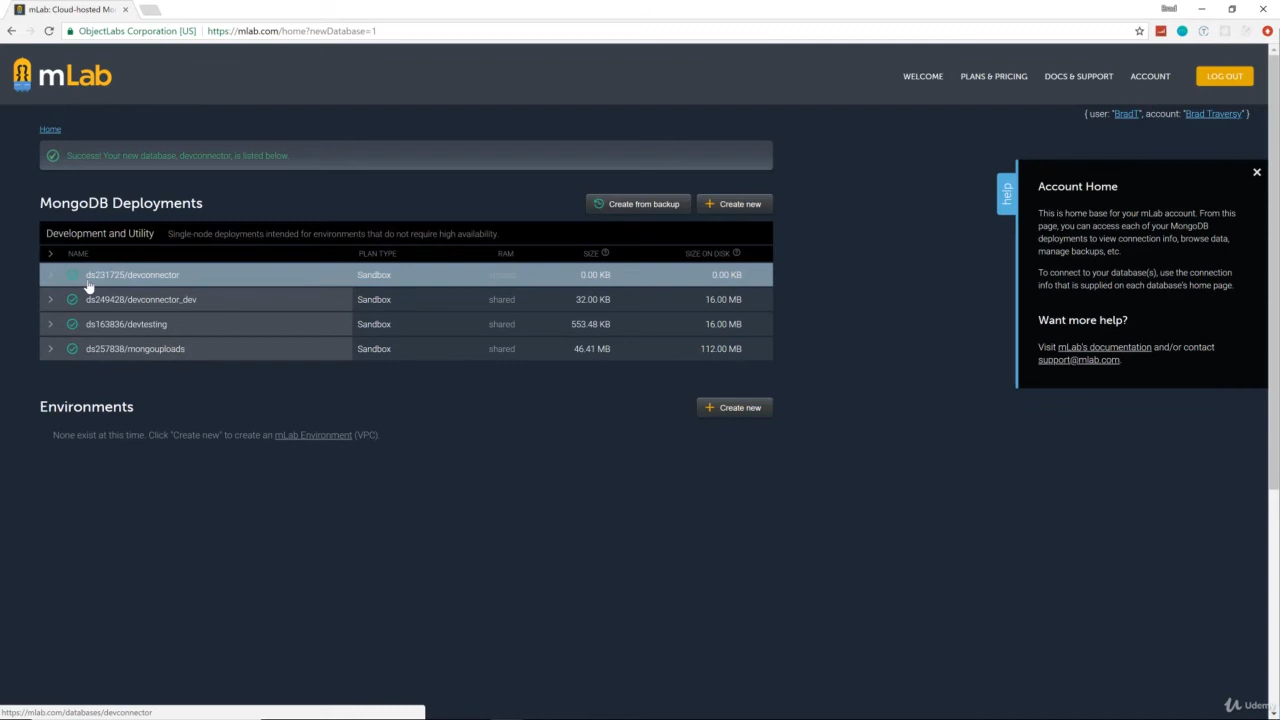 mLab: Cloud-hosted Mo
Brad
ObjectLabs Corporation [US]
https://mlab.com/home?newDatabase=1
mLab
WELCOME
PLANS & PRICING
DOCS & SUPPORT
ACCOUNT
LOG OUT
{ user: "BradT", account: "Brad Traversy" }
Home
Success! Your new database, devconnector, is listed below.
MongoDB Deployments
Create from backup
Create new
Development and Utility Single-node deployments intended for environments that do not require high availability.
NAME PLAN TYPE RAM SIZE SIZE ON DISK
ds231725/devconnector Sandbox shared 0.00 KB 0.00 KB
ds249428/devconnector_dev Sandbox shared 32.00 KB 16.00 MB
ds163836/devtesting Sandbox shared 553.48 KB 16.00 MB
ds257838/mongouploads Sandbox shared 46.41 MB 112.00 MB
Environments
Create new
None exist at this time. Click "Create new" to create an mLab Environment (VPC).
help
Account Home
This is home base for your mLab account. From this
page, you can access each of your MongoDB
deployments to view connection info, browse data,
manage backups, etc.
To connect to your database(s), use the connection
info that is supplied on each database's home page.
Want more help?
Visit mLab's documentation and/or contact
support@mlab.com.
https://mlab.com/databases/devconnector
Udemy